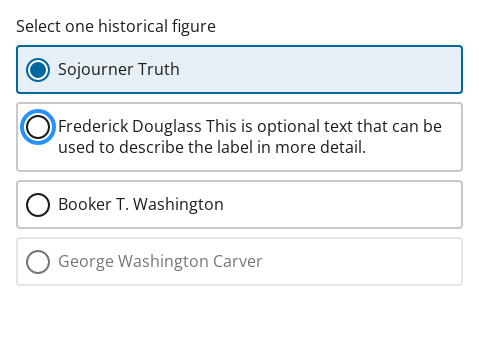 Select one historical figure
Sojourner Truth
Frederick Douglass This is optional text that can be
used to describe the label in more detail.
Booker T. Washington
George Washington Carver